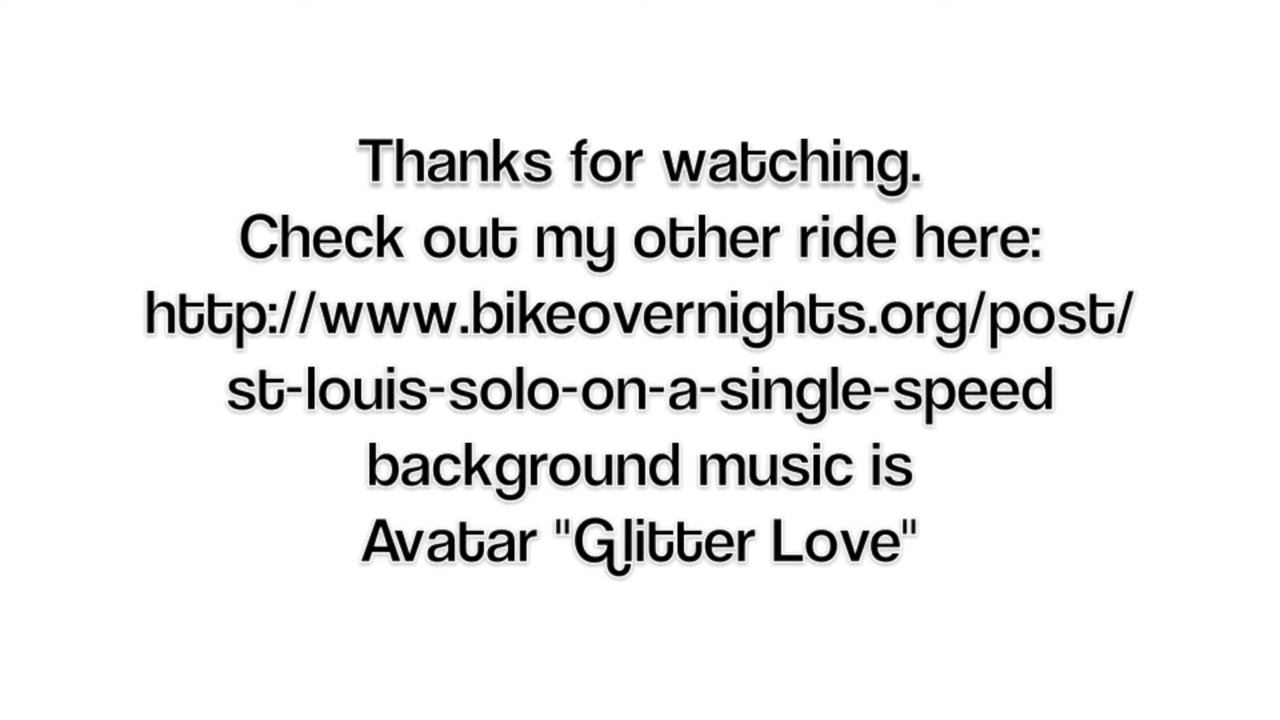 Thanks for watching.
Check out my other ride here:
http://www.bikeovernights.org/post/
st-louis-solo-on-a-single-speed
background music is
Avatar "Glitter Love"